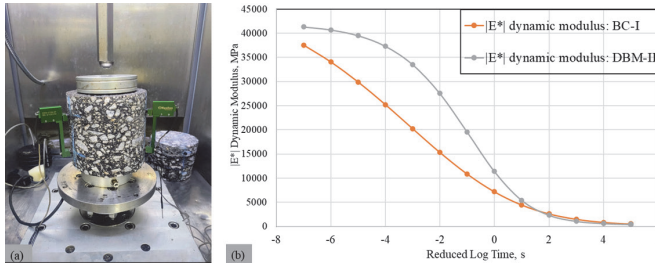 (a)
|E*| Dynamic Modulus, MPa
45000
40000
35000
30000
25000
20000
15000
10000
5000
0
|E*| dynamic modulus: BC-I
|E*| dynamic modulus: DBM-II
-8 -6 -4 -2 0 2 4 6
Reduced Log Time, s
(b)